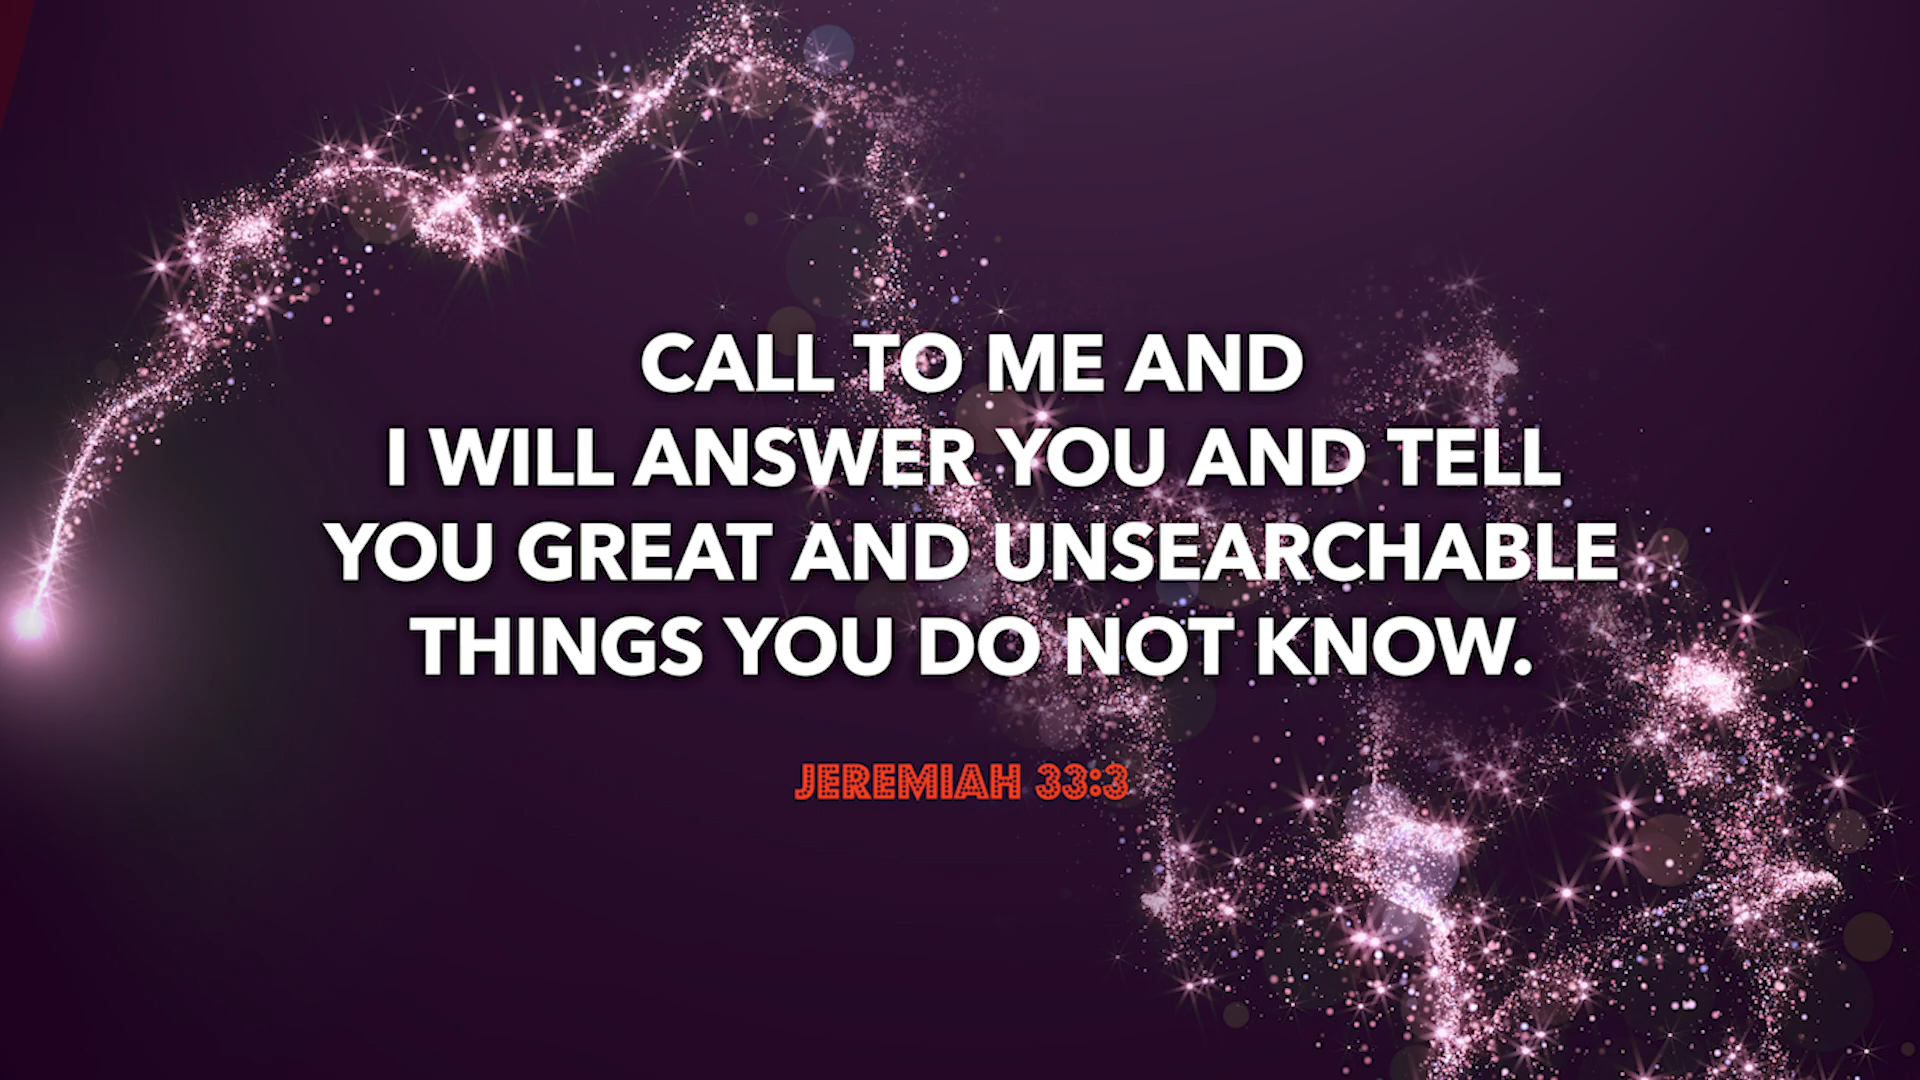 CALL TO ME AND
I WILL ANSWER YOU AND TELL
YOU GREAT AND UNSEARCHABLE
THINGS YOU DO NOT KNOW.
JEREMIAH 33:3